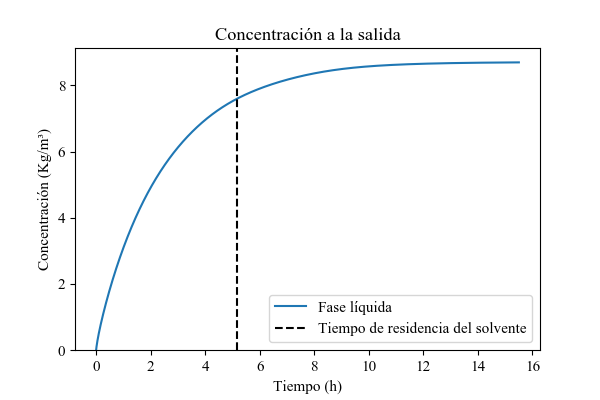 Concentración a la salida
Concentración (Kg/m³)
8
6
4
2
0
0 2 4 6 8 10 12 14 16
Tiempo (h)
Fase líquida
Tiempo de residencia del solvente